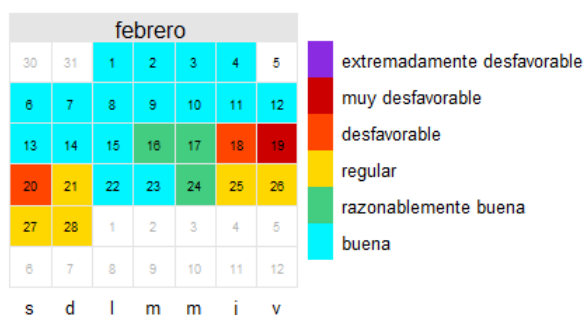 febrero
30 31 1 2 3 4 5
6 7 8 9 10 11 12
13 14 15 16 17 18 19
20 21 22 23 24 25 26
27 28 1 2 3 4 5
6 7 8 9 10 11 12
s d l m m j v
extremadamente desfavorable
muy desfavorable
desfavorable
regular
razonablemente buena
buena